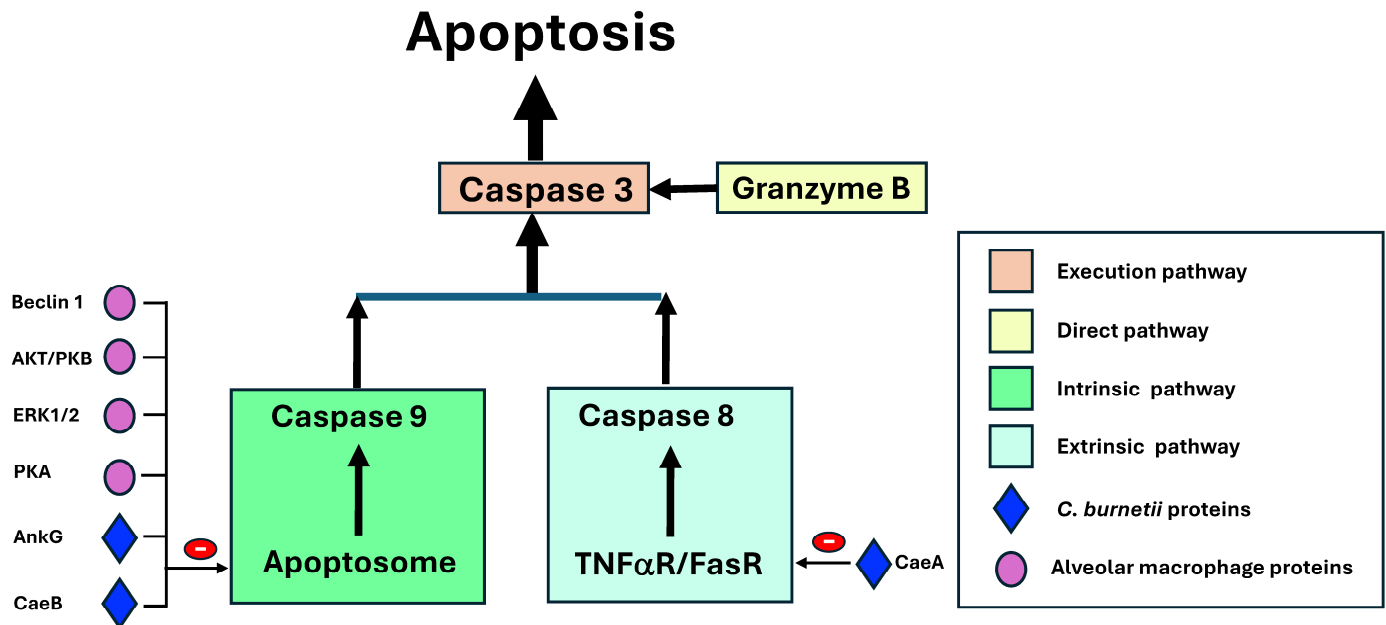 Apoptosis
Caspase 3
Granzyme B
Beclin 1
AKT/PKB
ERK1/2
PKA
AnkG
CaeB
-
Caspase 9
Apoptosome
Caspase 8
TNFαR/FasR
-
CaeA
Execution pathway
Direct pathway
Intrinsic pathway
Extrinsic pathway
C. burnetii proteins
Alveolar macrophage proteins